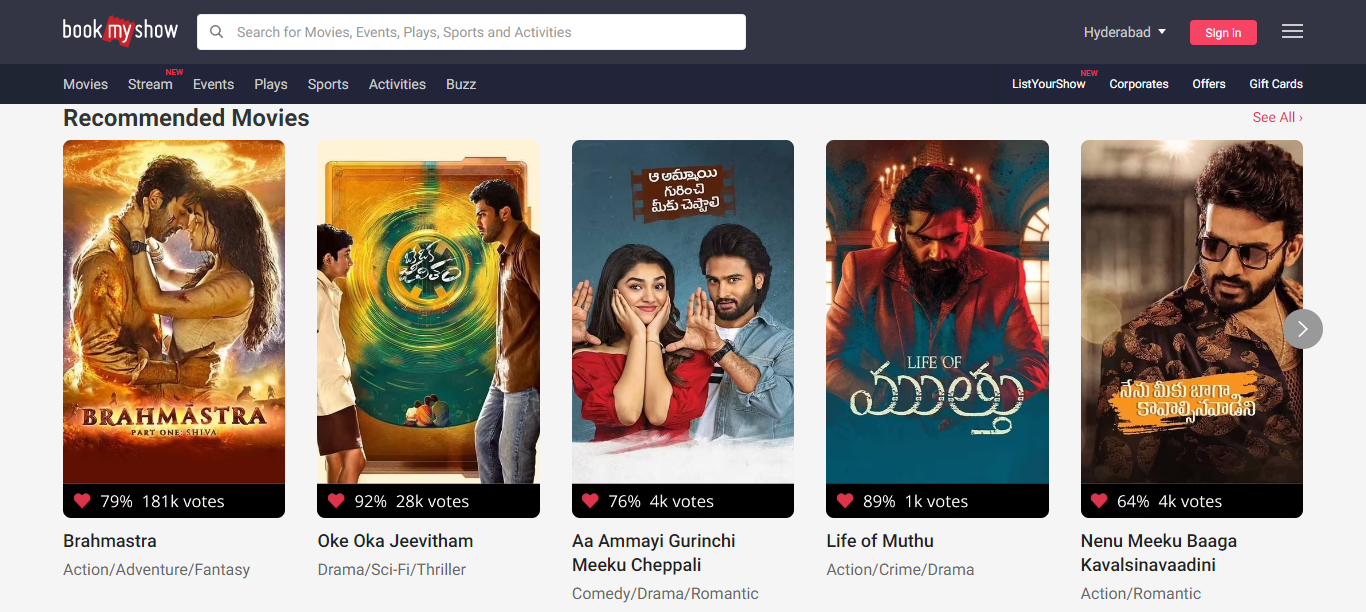 book my show
Search for Movies, Events, Plays, Sports and Activities
Hyderabad
Sign in
Movies
Stream NEW
Events
Plays
Sports
Activities
Buzz
ListYourShow NEW
Corporates
Offers
Gift Cards
Recommended Movies
See All ›
BRAHMĀSTRA
PART ONE: SHIVA
79% 181k votes
Brahmastra
Action/Adventure/Fantasy
ఒకే ఒక
జీవితం
92% 28k votes
Oke Oka Jeevitham
Drama/Sci-Fi/Thriller
ఆ అమ్మాయి
గురించి
మీకు చెప్పాలి
76% 4k votes
Aa Ammayi Gurinchi
Meeku Cheppali
Comedy/Drama/Romantic
LIFE OF
ముత్తు
89% 1k votes
Life of Muthu
Action/Crime/Drama
నేను మీకు బాగా
కావాల్సినవాడిని
64% 4k votes
Nenu Meeku Baaga
Kavalsinavaadini
Action/Romantic